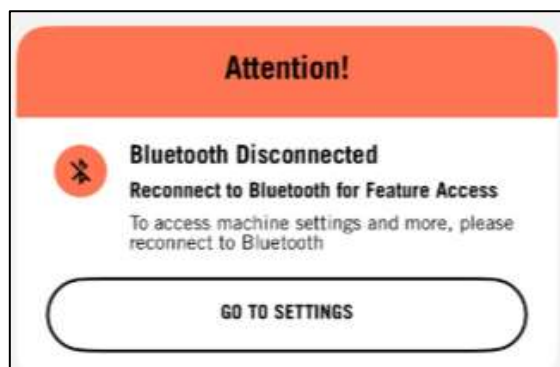 Attention!
Bluetooth Disconnected
Reconnect to Bluetooth for Feature Access
To access machine settings and more, please
reconnect to Bluetooth
GO TO SETTINGS